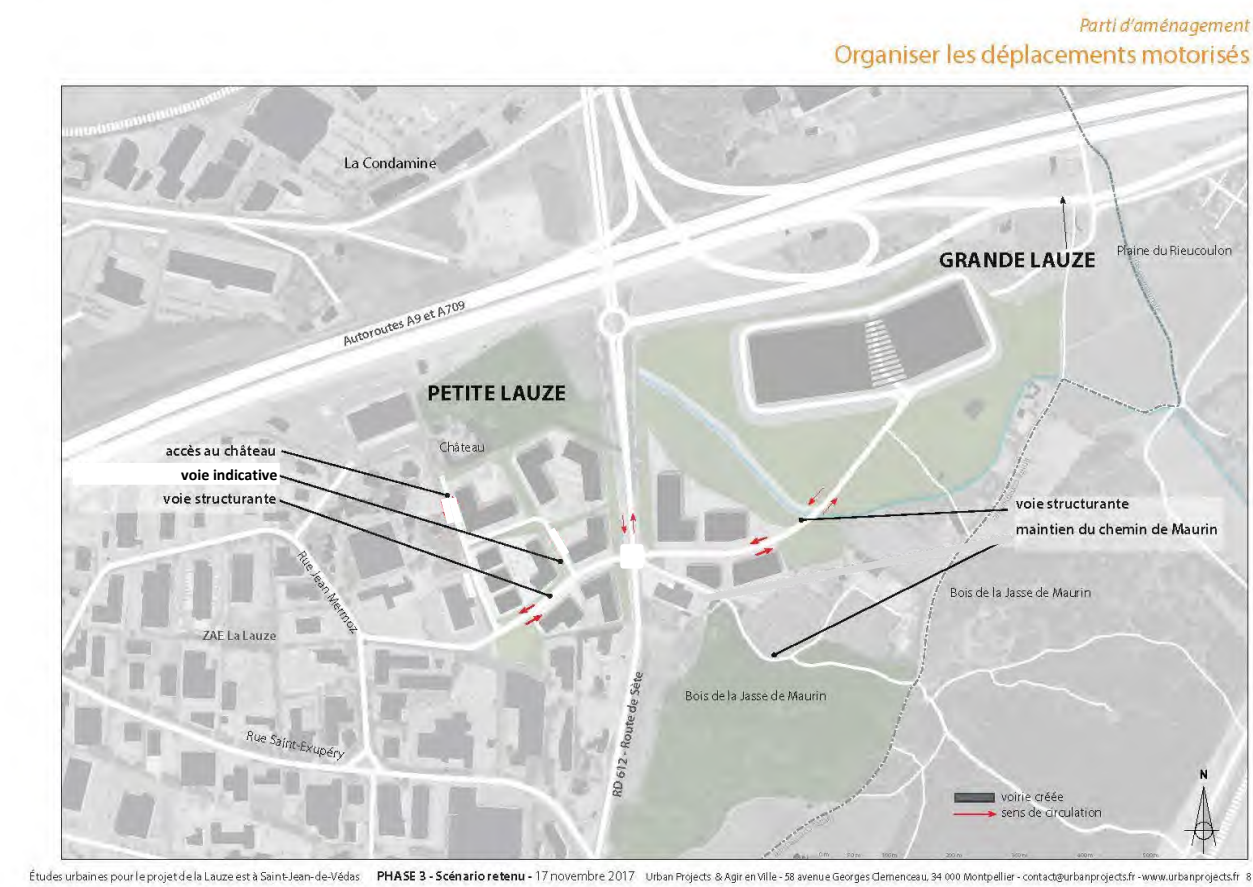 Parti d'aménagement
Organiser les déplacements motorisés
La Condamine
GRANDE LAUZE
Plaine du Rieucoulon
Autoroutes A9 et A709
PETITE LAUZE
Château
accès au château
voie indicative
voie structurante
voie structurante
maintien du chemin de Maurin
Rue Jean Mermoz
Bois de la Jasse de Maurin
ZAE La Lauze
Bois de la Jasse de Maurin
RD 612 - Route de Sète
Rue Saint-Exupéry
N
voirie créée
sens de circulation
Études urbaines pour le projet de la Lauze est à Saint-Jean-de-Védas PHASE 3 - Scénario retenu - 17 novembre 2017 Urban Projects & Agir en Ville - 58 avenue Georges Clemenceau, 34 000 Montpellier - contact@urbanprojects.fr - www.urbanprojects.fr 8